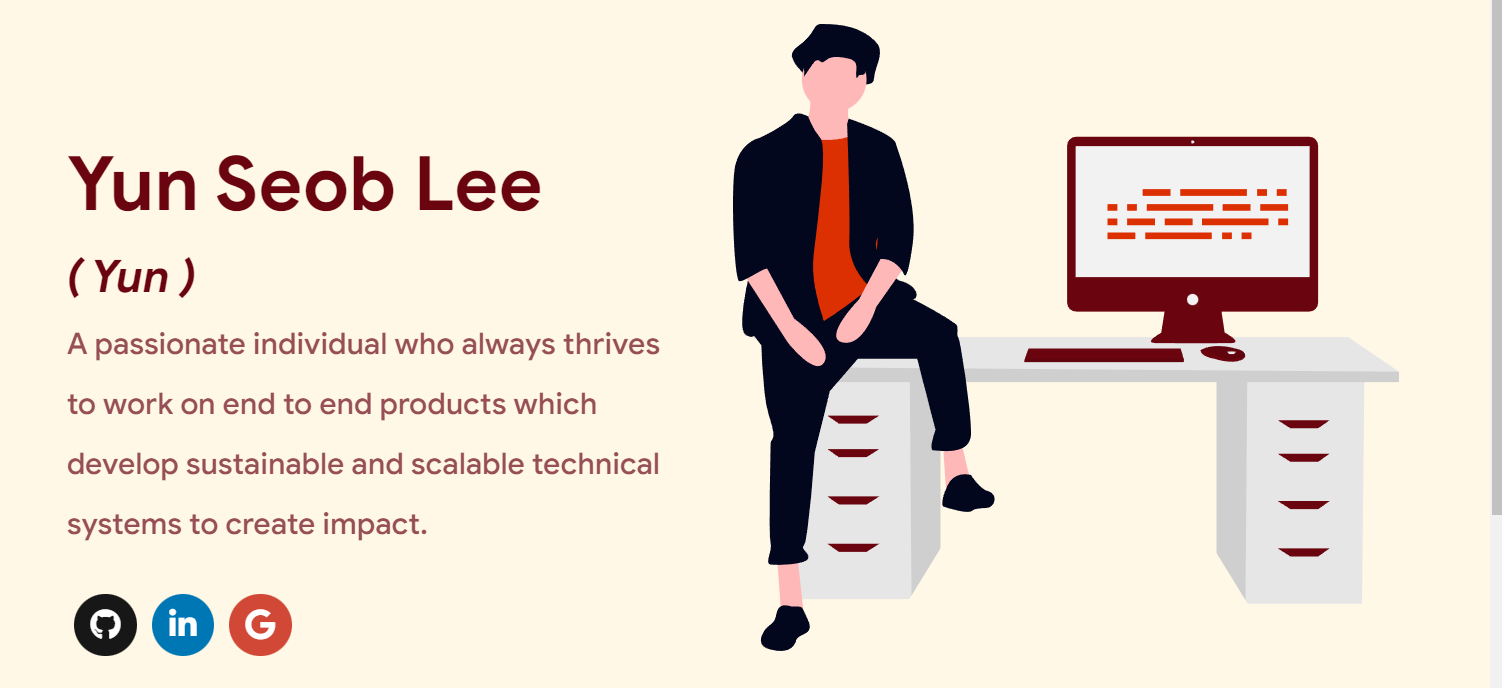 Yun Seob Lee
( Yun )
A passionate individual who always thrives
to work on end to end products which
develop sustainable and scalable technical
systems to create impact.
in
G